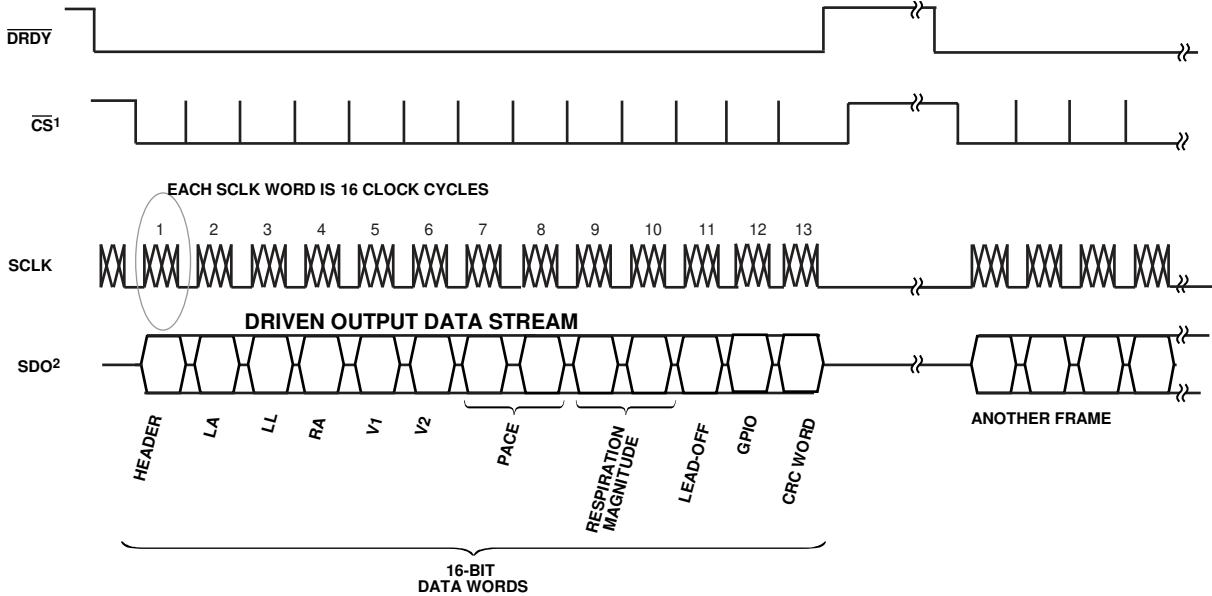 DRDY
CS1
EACH SCLK WORD IS 16 CLOCK CYCLES
1 2 3 4 5 6 7 8 9 10 11 12 13
SCLK
DRIVEN OUTPUT DATA STREAM
SDO2
HEADER
LA
LL
RA
V1
V2
PACE
RESPIRATION
MAGNITUDE
LEAD-OFF
GPIO
CRC WORD
ANOTHER FRAME
16-BIT
DATA WORDS